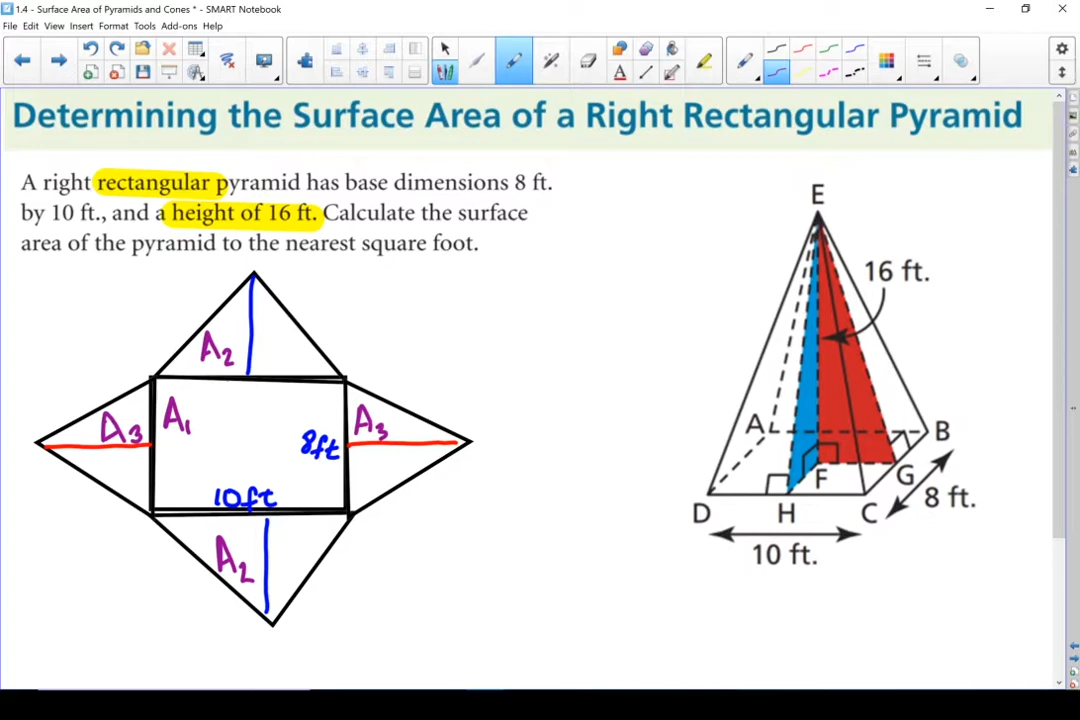 1.4 - Surface Area of Pyramids and Cones * - SMART Notebook
File Edit View Insert Format Tools Add-ons Help
Determining the Surface Area of a Right Rectangular Pyramid
A right rectangular pyramid has base dimensions 8 ft.
by 10 ft., and a height of 16 ft. Calculate the surface
area of the pyramid to the nearest square foot.
E
16 ft.
A2
A3
A1
A3
8ft
10ft
A2
A
B
F
G
D
H
C
8 ft.
10 ft.